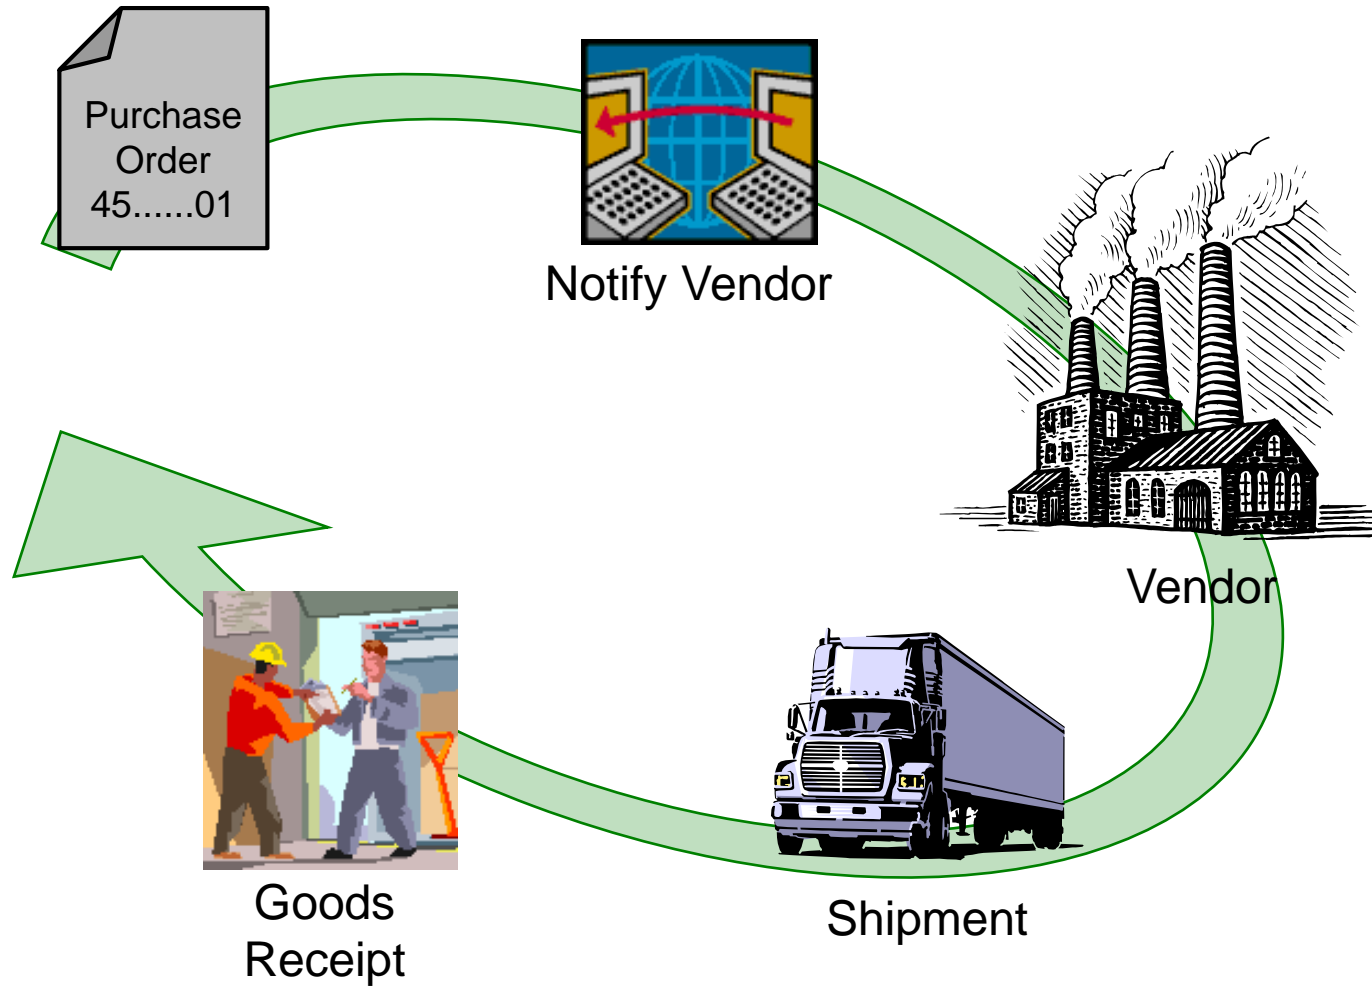 Purchase
Order
45......01
Notify Vendor
Vendor
Shipment
Goods
Receipt